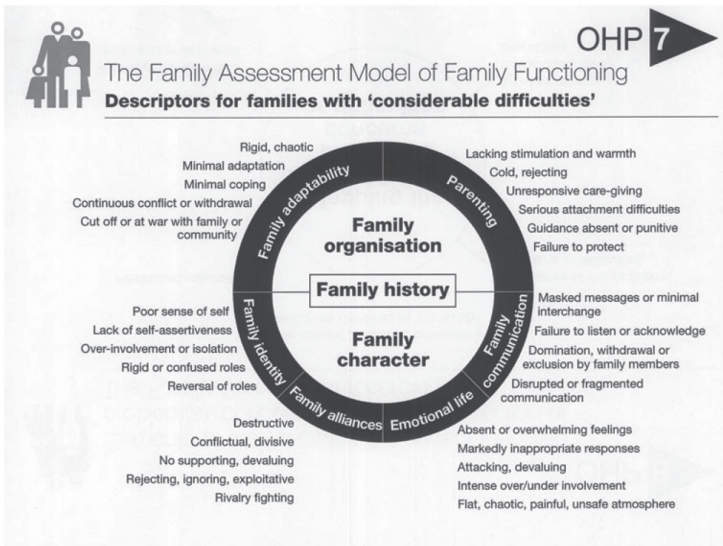 OHP 7
The Family Assessment Model of Family Functioning
Descriptors for families with ‘considerable difficulties’
Rigid, chaotic
Minimal adaptation
Minimal coping
Continuous conflict or withdrawal
Cut off or at war with family or
community
Family adaptability
Parenting
Lacking stimulation and warmth
Cold, rejecting
Unresponsive care-giving
Serious attachment difficulties
Guidance absent or punitive
Failure to protect
Family
organisation
Family history
Family
character
Poor sense of self
Lack of self-assertiveness
Over-involvement or isolation
Rigid or confused roles
Reversal of roles
Family identity
Family
communication
Masked messages or minimal
interchange
Failure to listen or acknowledge
Domination, withdrawal or
exclusion by family members
Disrupted or fragmented
communication
Family alliances
Emotional life
Destructive
Conflictual, divisive
No supporting, devaluing
Rejecting, ignoring, exploitative
Rivalry fighting
Absent or overwhelming feelings
Markedly inappropriate responses
Attacking, devaluing
Intense over/under involvement
Flat, chaotic, painful, unsafe atmosphere